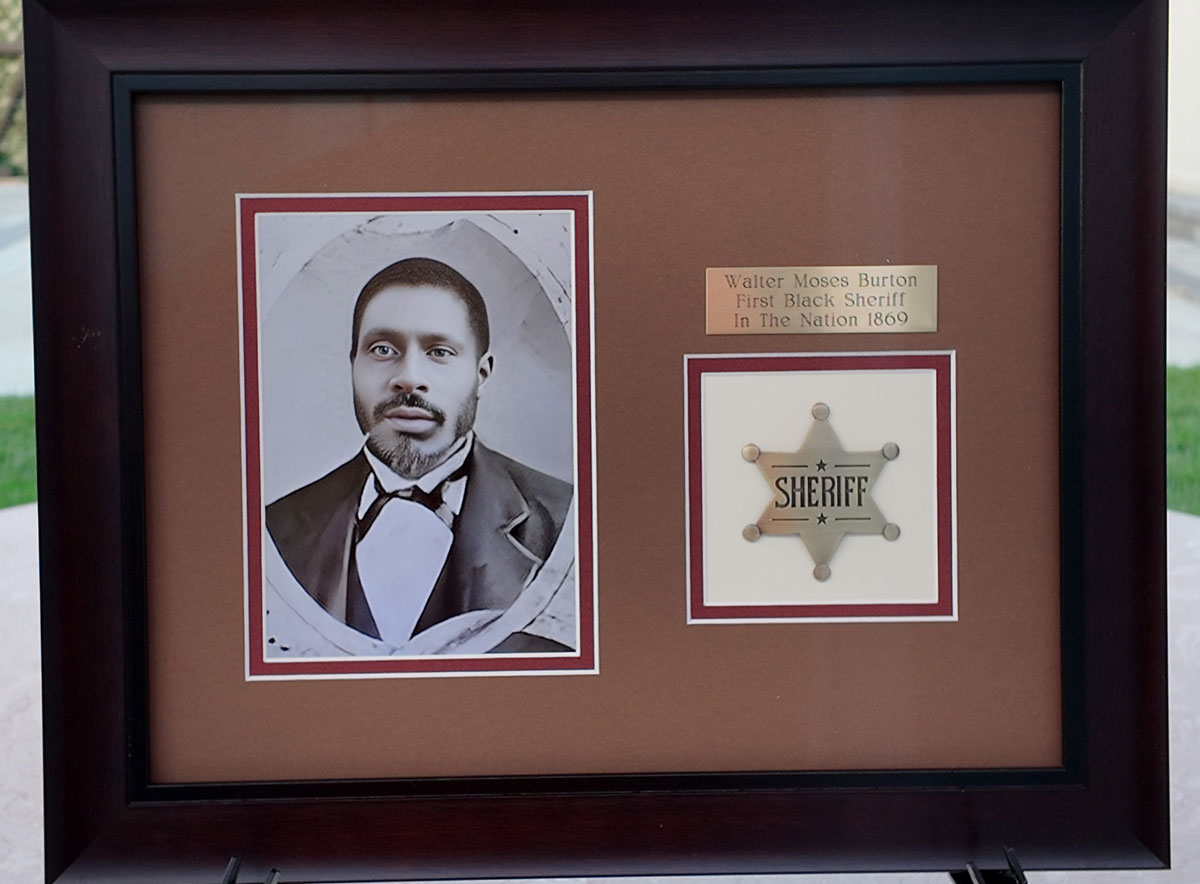 Walter Moses Burton
First Black Sheriff
In The Nation 1869
SHERIFF